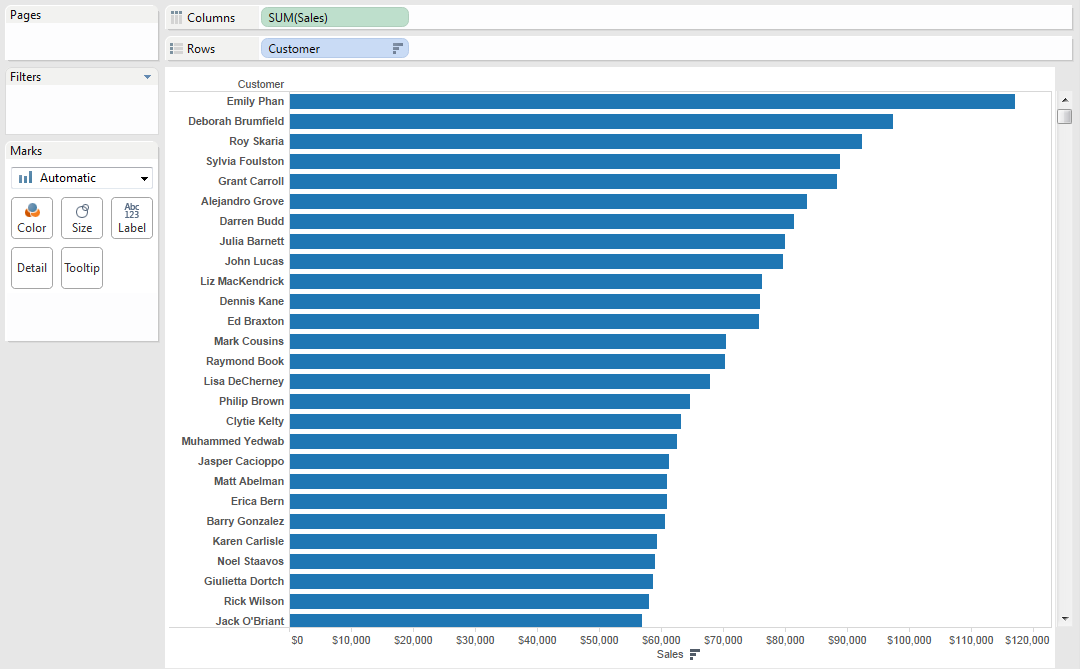 Pages
Columns SUM(Sales)
Rows Customer
Filters
Marks
Automatic
Abc
123
Color Size Label
Detail Tooltip
Customer
Emily Phan
Deborah Brumfield
Roy Skaria
Sylvia Foulston
Grant Carroll
Alejandro Grove
Darren Budd
Julia Barnett
John Lucas
Liz MacKendrick
Dennis Kane
Ed Braxton
Mark Cousins
Raymond Book
Lisa DeCherney
Philip Brown
Clytie Kelty
Muhammed Yedwab
Jasper Cacioppo
Matt Abelman
Erica Bern
Barry Gonzalez
Karen Carlisle
Noel Staavos
Giulietta Dortch
Rick Wilson
Jack O'Briant
$0 $10,000 $20,000 $30,000 $40,000 $50,000 $60,000 $70,000 $80,000 $90,000 $100,000 $110,000 $120,000
Sales